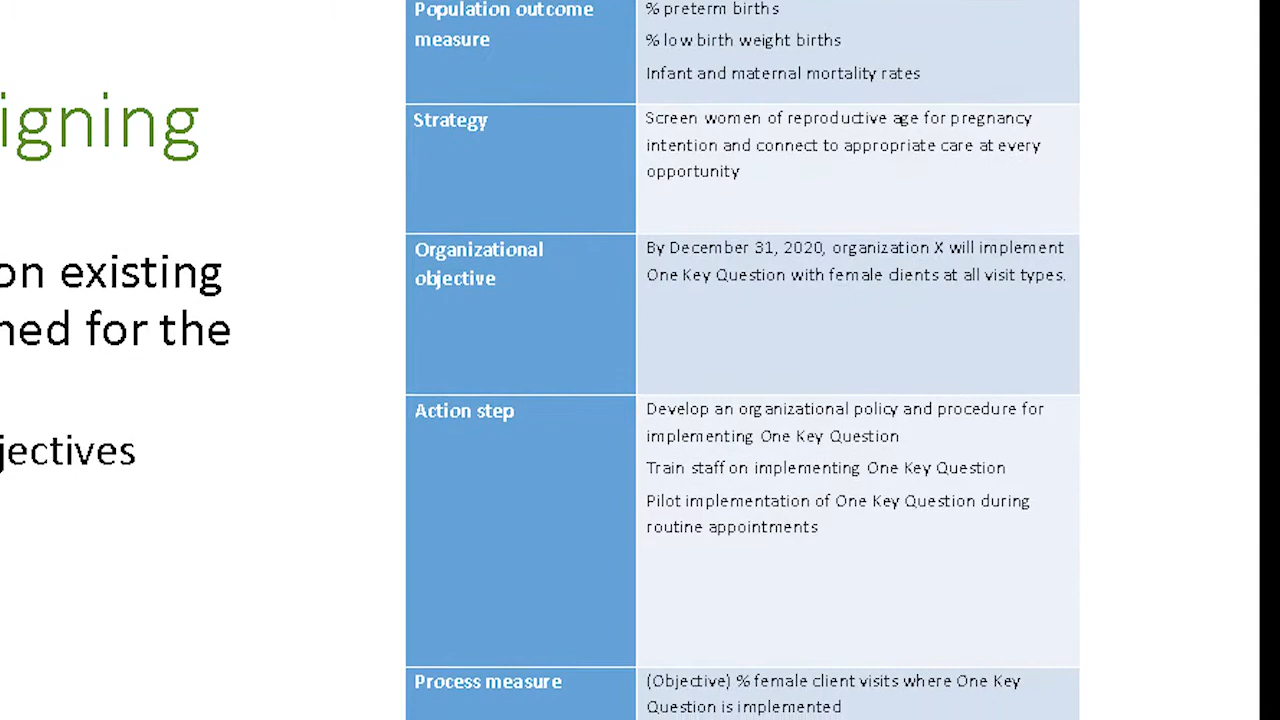 igning
on existing
ned for the
jectives
Population outcome
measure
% preterm births
% low birth weight births
Infant and maternal mortality rates
Strategy
Screen women of reproductive age for pregnancy
intention and connect to appropriate care at every
opportunity
Organizational
objective
By December 31, 2020, organization X will implement
One Key Question with female clients at all visit types.
Action step
Develop an organizational policy and procedure for
implementing One Key Question
Train staff on implementing One Key Question
Pilot implementation of One Key Question during
routine appointments
Process measure
(Objective) % female client visits where One Key
Question is implemented